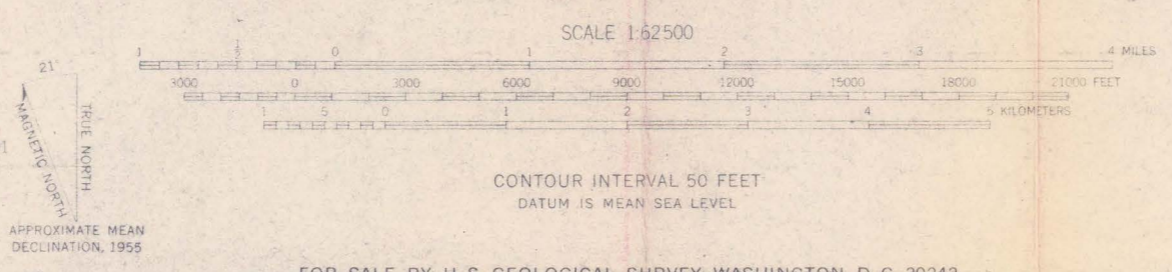 SCALE 1:62500
1 ½ 0 1 2 3 4 MILES
3000 0 3000 6000 9000 12000 15000 18000 21000 FEET
1 .5 0 1 2 3 4 5 KILOMETERS
21
TRUE NORTH
MAGNETIC NORTH
APPROXIMATE MEAN
DECLINATION, 1955
CONTOUR INTERVAL 50 FEET
DATUM IS MEAN SEA LEVEL
FOR SALE BY U.S. GEOLOGICAL SURVEY WASHINGTON, D.C. 20242